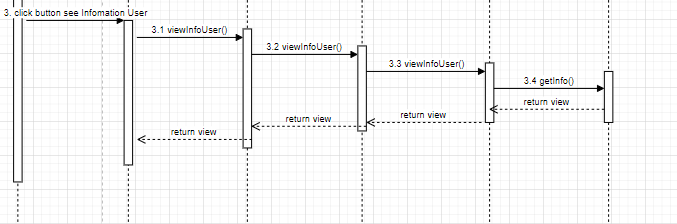 3. click button see Infomation User
3.1 viewInfoUser()
3.2 viewInfoUser()
3.3 viewInfoUser()
3.4 getInfo()
return view
return view
return view
return view